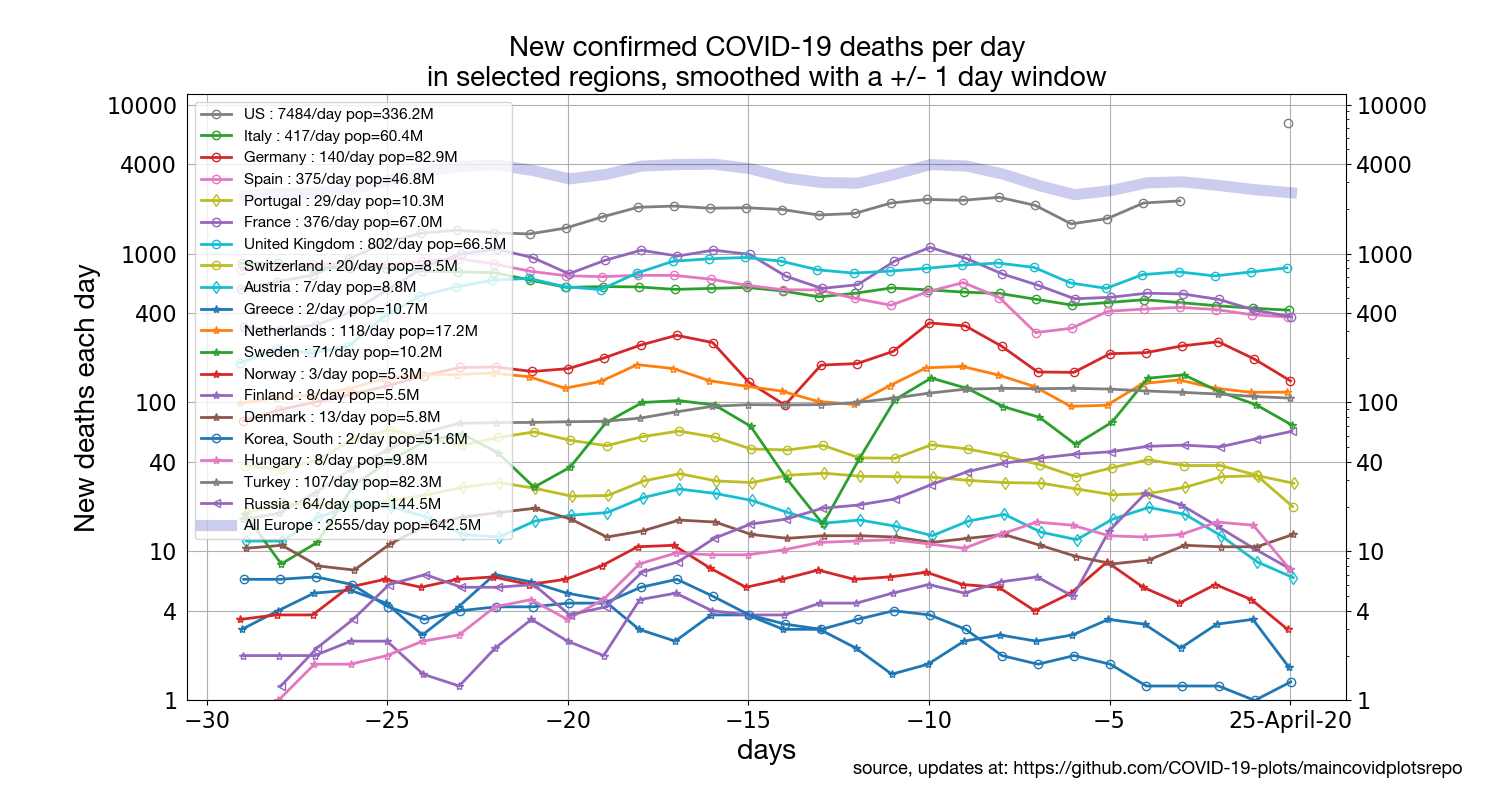 New confirmed COVID-19 deaths per day
in selected regions, smoothed with a +/- 1 day window
New deaths each day
10000
4000
1000
400
100
40
10
4
1
US : 7484/day pop=336.2M
Italy : 417/day pop=60.4M
Germany : 140/day pop=82.9M
Spain : 375/day pop=46.8M
Portugal : 29/day pop=10.3M
France : 376/day pop=67.0M
United Kingdom : 802/day pop=66.5M
Switzerland : 20/day pop=8.5M
Austria : 7/day pop=8.8M
Greece : 2/day pop=10.7M
Netherlands : 118/day pop=17.2M
Sweden : 71/day pop=10.2M
Norway : 3/day pop=5.3M
Finland : 8/day pop=5.5M
Denmark : 13/day pop=5.8M
Korea, South : 2/day pop=51.6M
Hungary : 8/day pop=9.8M
Turkey : 107/day pop=82.3M
Russia : 64/day pop=144.5M
All Europe : 2555/day pop=642.5M
10000
4000
1000
400
100
40
10
4
1
−30 −25 −20 −15 −10 −5 25-April-20
days
source, updates at: https://github.com/COVID-19-plots/maincovidplotsrepo